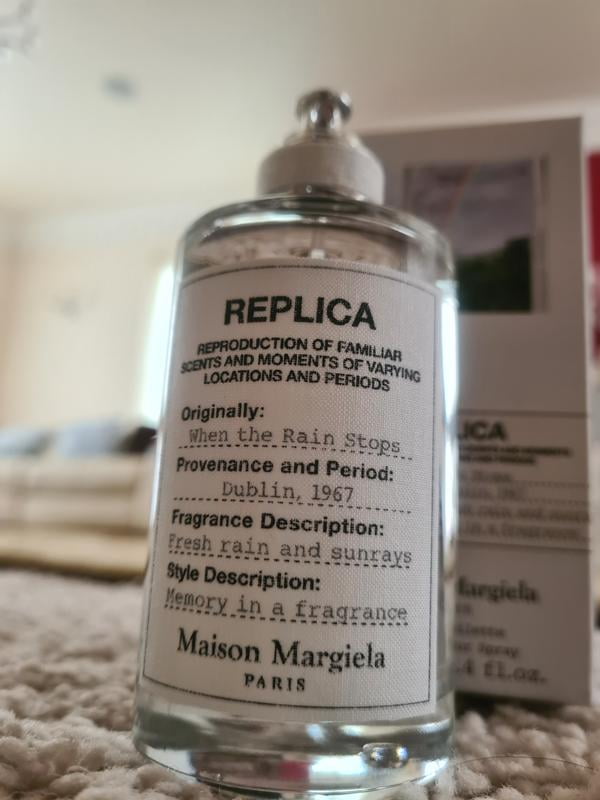 REPLICA
REPRODUCTION OF FAMILIAR
SCENTS AND MOMENTS OF VARYING
LOCATIONS AND PERIODS
Originally:
When the Rain Stops
Provenance and Period:
Dublin, 1967
Fragrance Description:
Fresh rain and sunrays
Style Description:
Memory in a fragrance
Maison Margiela
PARIS
LICA
Margiela
.4 fl.oz.